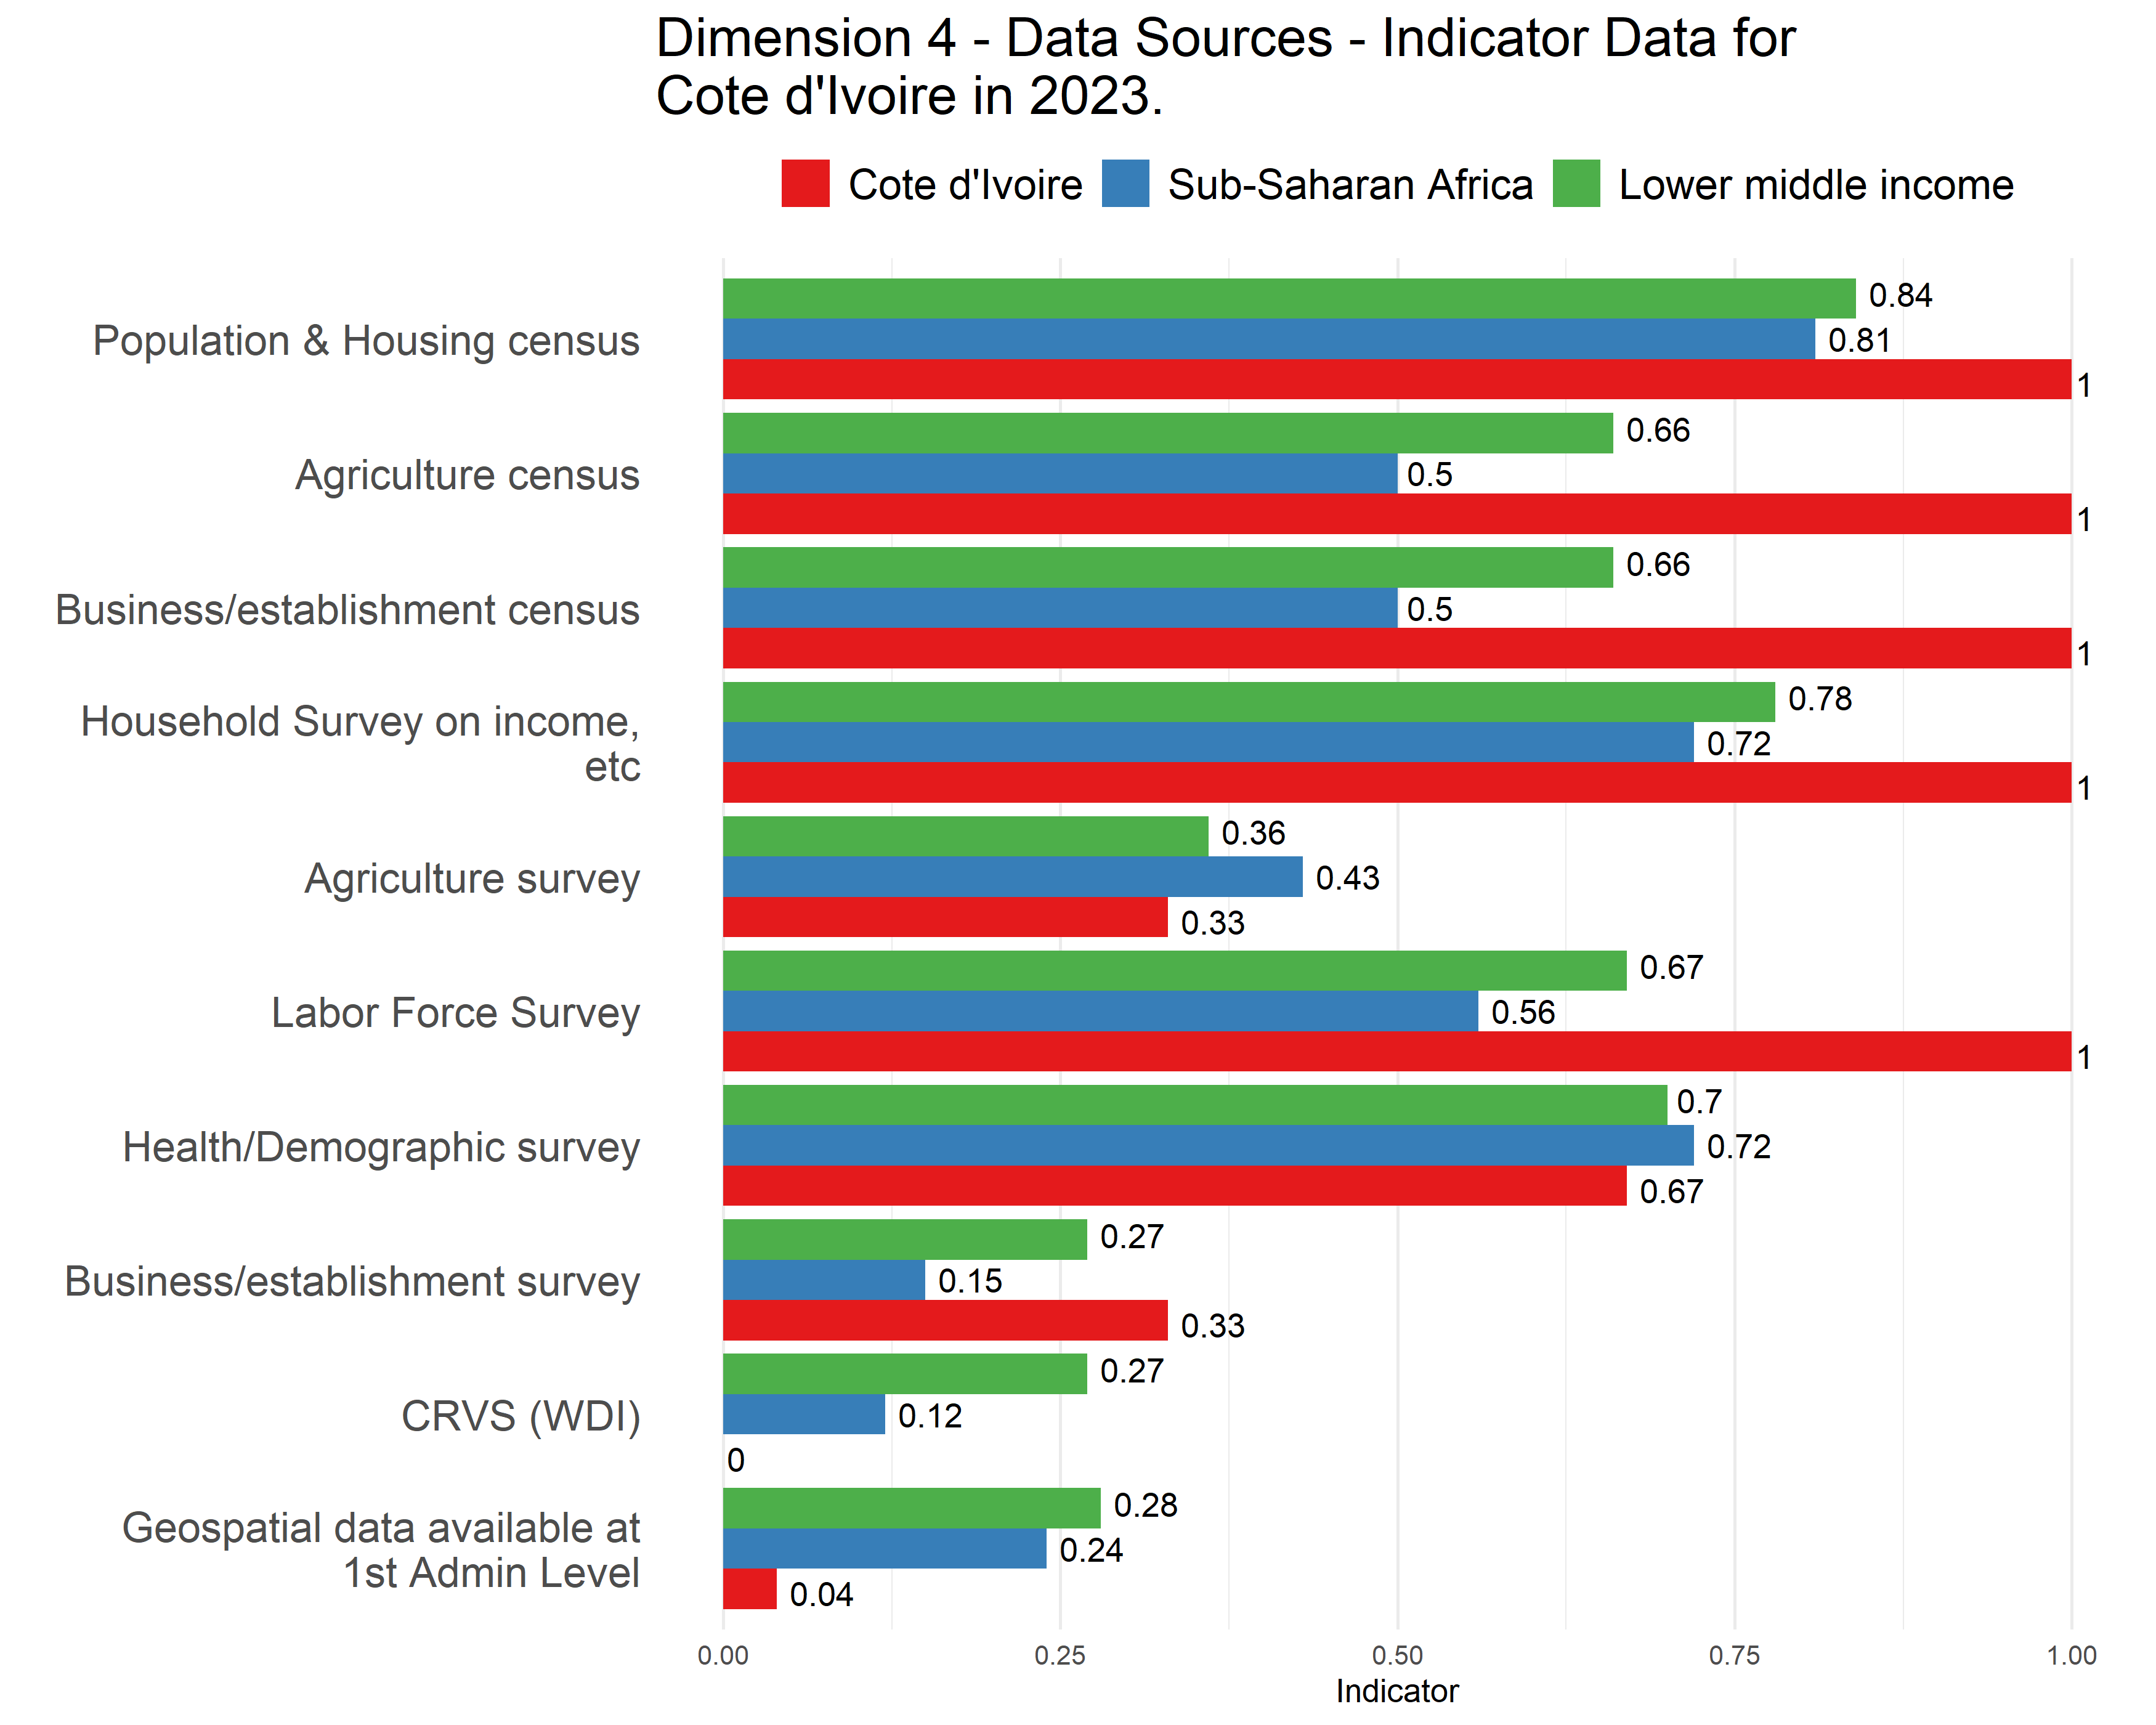 Dimension 4 - Data Sources - Indicator Data for
Cote d'Ivoire in 2023.
Cote d'Ivoire
Sub-Saharan Africa
Lower middle income
Population & Housing census
0.84
0.81
1
Agriculture census
0.66
0.5
1
Business/establishment census
0.66
0.5
1
Household Survey on income,
etc
0.78
0.72
1
Agriculture survey
0.36
0.43
0.33
Labor Force Survey
0.67
0.56
1
Health/Demographic survey
0.7
0.72
0.67
Business/establishment survey
0.27
0.15
0.33
CRVS (WDI)
0.27
0.12
0
Geospatial data available at
1st Admin Level
0.28
0.24
0.04
0.00
0.25
0.50
0.75
1.00
Indicator